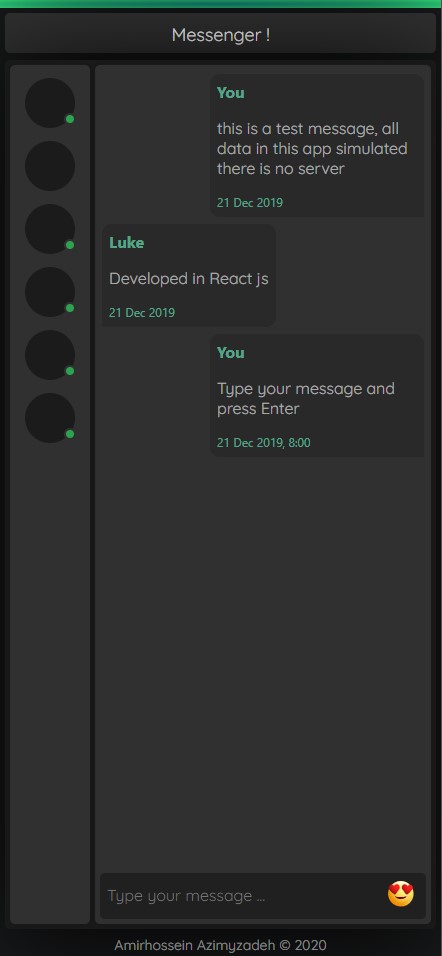 Messenger !
You
this is a test message, all
data in this app simulated
there is no server
21 Dec 2019
Luke
Developed in React js
21 Dec 2019
You
Type your message and
press Enter
21 Dec 2019, 8:00
Type your message ...
Amirhossein Azimyzadeh © 2020